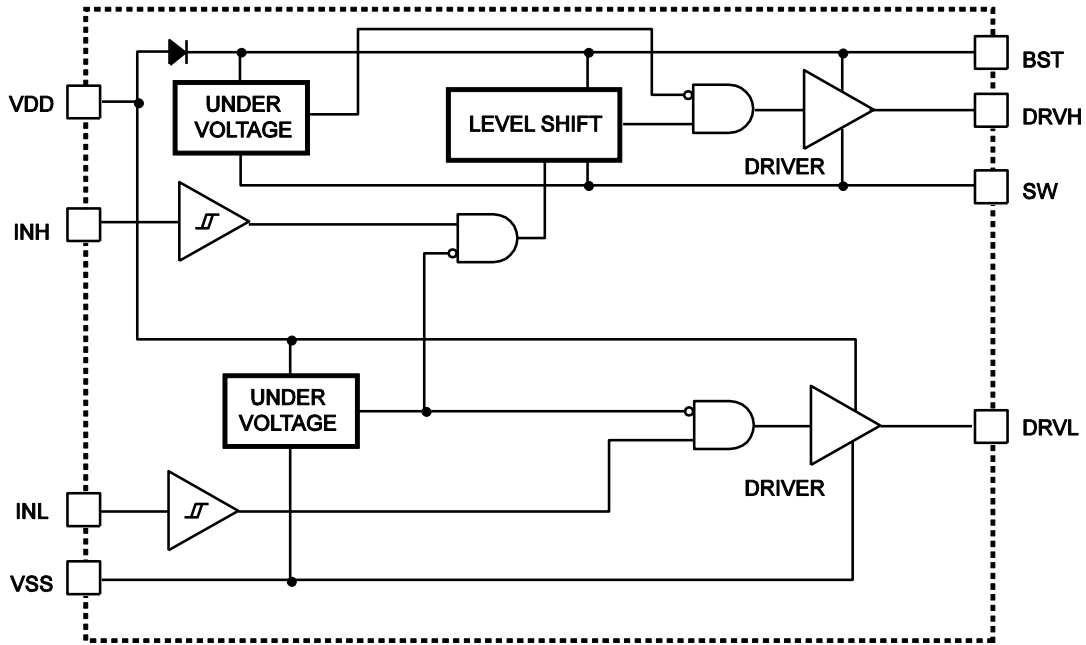 VDD
UNDER
VOLTAGE
LEVEL SHIFT
DRIVER
BST
DRVH
SW
INH
UNDER
VOLTAGE
DRIVER
DRVL
INL
VSS